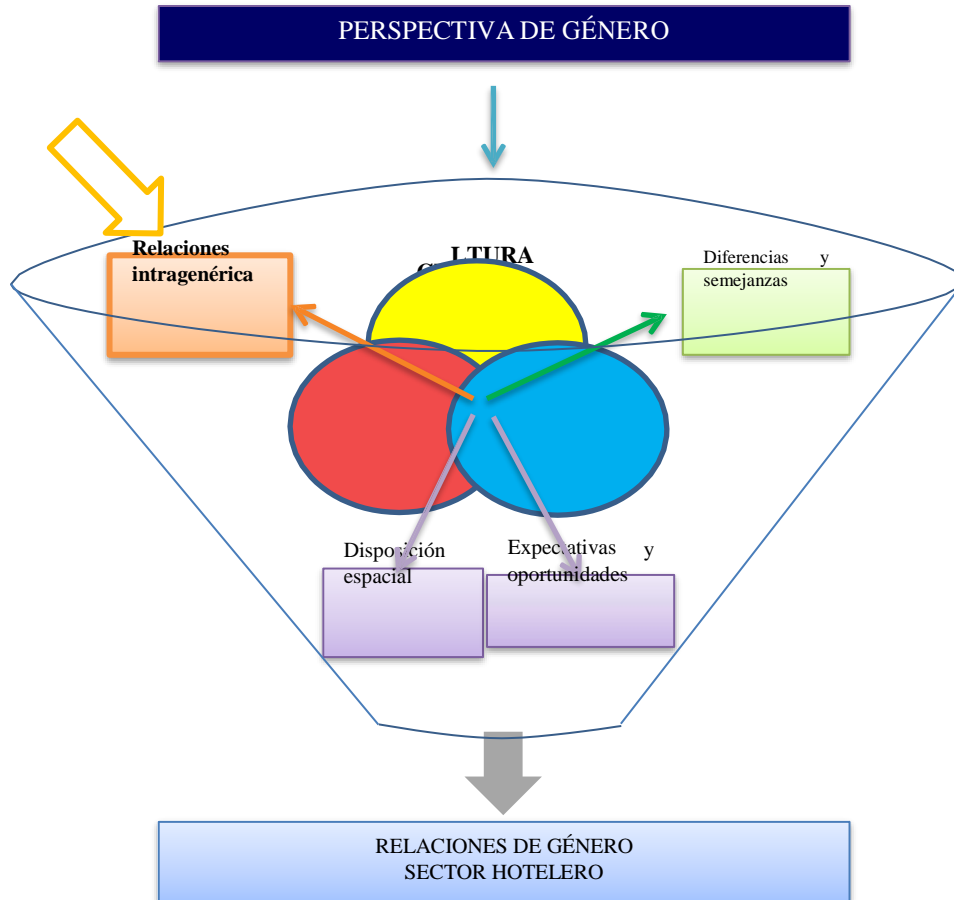 PERSPECTIVA DE GÉNERO
Relaciones
intragenérica
LTURA
Diferencias y
semejanzas
Disposición
espacial
Expectativas y
oportunidades
RELACIONES DE GÉNERO
SECTOR HOTELERO